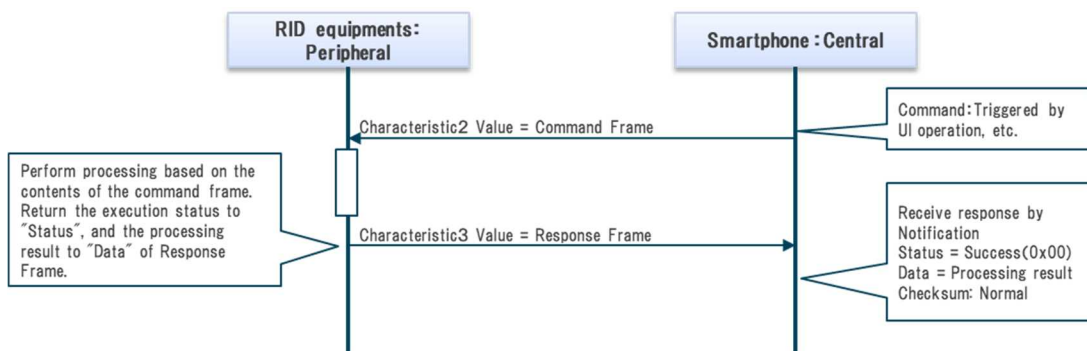 RID equipments:
Peripheral
Smartphone：Central
Command:Triggered by
UI operation, etc.
Characteristic2 Value = Command Frame
Perform processing based on the
contents of the command frame.
Return the execution status to
"Status", and the processing
result to "Data" of Response
Frame.
Characteristic3 Value = Response Frame
Receive response by
Notification
Status = Success(0x00)
Data = Processing result
Checksum: Normal